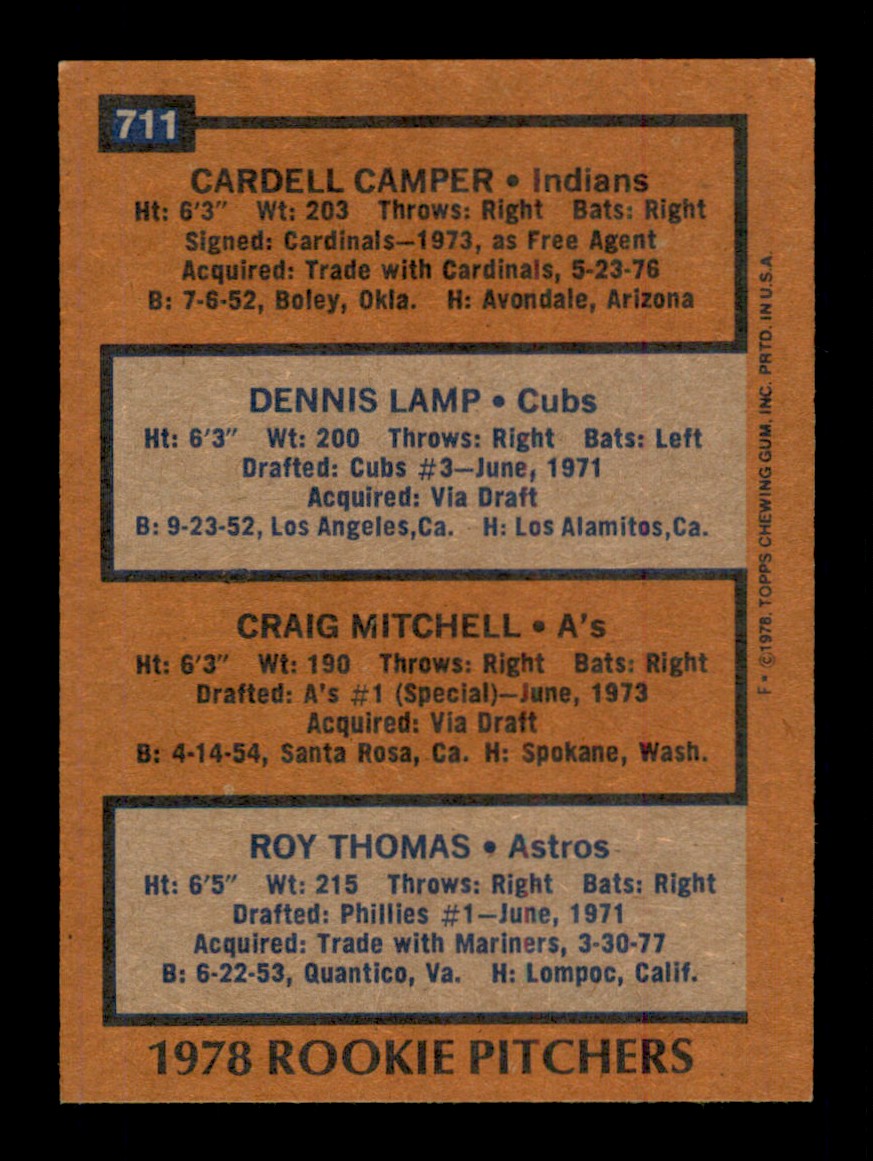 711
CARDELL CAMPER • Indians
Ht: 6'3" Wt: 203 Throws: Right Bats: Right
Signed: Cardinals—1973, as Free Agent
Acquired: Trade with Cardinals, 5-23-76
B: 7-6-52, Boley, Okla. H: Avondale, Arizona
DENNIS LAMP • Cubs
Ht: 6'3" Wt: 200 Throws: Right Bats: Left
Drafted: Cubs #3—June, 1971
Acquired: Via Draft
B: 9-23-52, Los Angeles,Ca. H: Los Alamitos,Ca.
CRAIG MITCHELL • A's
Ht: 6'3" Wt: 190 Throws: Right Bats: Right
Drafted: A's #1 (Special)—June, 1973
Acquired: Via Draft
B: 4-14-54, Santa Rosa, Ca. H: Spokane, Wash.
ROY THOMAS • Astros
Ht: 6'5" Wt: 215 Throws: Right Bats: Right
Drafted: Phillies #1—June, 1971
Acquired: Trade with Mariners, 3-30-77
B: 6-22-53, Quantico, Va. H: Lompoc, Calif.
1978 ROOKIE PITCHERS
F• ©1978, TOPPS CHEWING GUM, INC. PRTD. IN U.S.A.